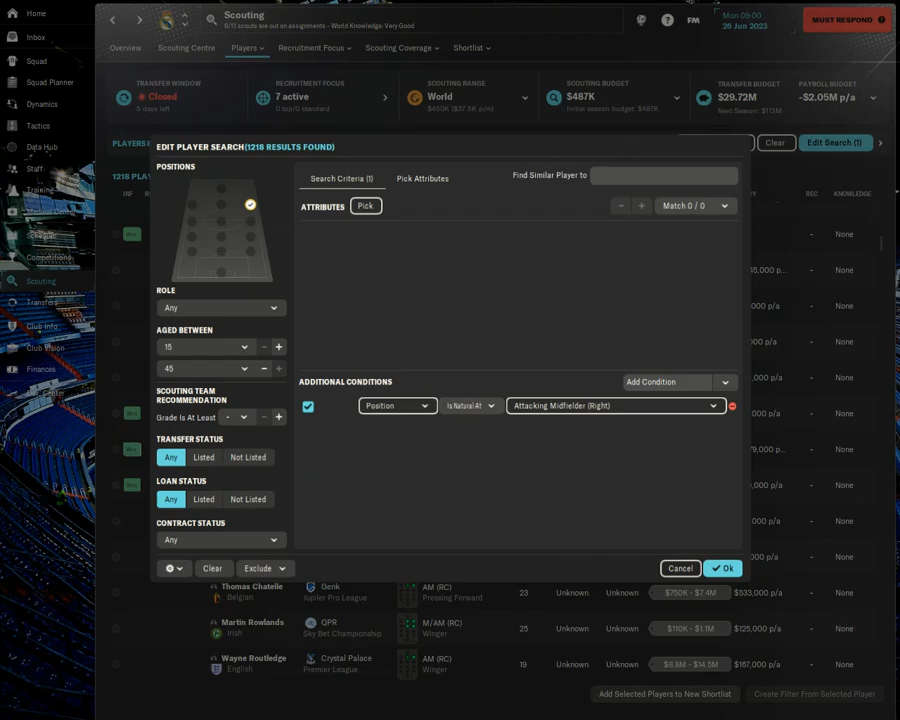 Home
Inbox
Squad
Squad Planner
Dynamics
Tactics
Data Hub
Staff
Training
Competitions
Scouting
Transfers
Club Info
Club Vision
Finances
Scouting
6/11 scouts are out on assignments - World Knowledge: Very Good
FM
Mon 09:00
26 Jun 2023
MUST RESPOND
Overview
Scouting Centre
Players
Recruitment Focus
Scouting Coverage
Shortlist
TRANSFER WINDOW
Closed
5 days left
RECRUITMENT FOCUS
7 active
0 top/0 standard
SCOUTING RANGE
World
$450K ($37.5K p/m)
SCOUTING BUDGET
$487K
Initial season budget: $487K
TRANSFER BUDGET
$29.72M
Next Season: $115M
PAYROLL BUDGET
-$2.05M p/a
PLAYERS
Clear
Edit Search (1)
1218
INF
REC
KNOWLEDGE
Wnt
- None
- None
- None
- None
- None
Wnt
- None
Wnt
- None
Wnt
- None
- None
- None
EDIT PLAYER SEARCH(1218 RESULTS FOUND)
POSITIONS
ROLE
Any
AGED BETWEEN
15
45
SCOUTING TEAM
RECOMMENDATION
Grade Is At Least -
TRANSFER STATUS
Any Listed Not Listed
LOAN STATUS
Any Listed Not Listed
CONTRACT STATUS
Any
Search Criteria (1)
Pick Attributes
Find Similar Player to
ATTRIBUTES Pick
Match 0 / 0
ADDITIONAL CONDITIONS
Add Condition
Position Is Natural At Attacking Midfielder (Right)
Clear
Exclude
Cancel
Ok
Thomas Chatelle
Belgian
Genk
Jupiler Pro League
AM (RC)
Pressing Forward
23 Unknown Unknown $750K - $7.4M $533,000 p/a - None
Martin Rowlands
Irish
QPR
Sky Bet Championship
M/AM (RC)
Winger
25 Unknown Unknown $110K - $1.1M $125,000 p/a - None
Wayne Routledge
English
Crystal Palace
Premier League
AM (RC)
Winger
19 Unknown Unknown $8.8M - $14.5M $167,000 p/a - None
Add Selected Players to New Shortlist
Create Filter From Selected Player